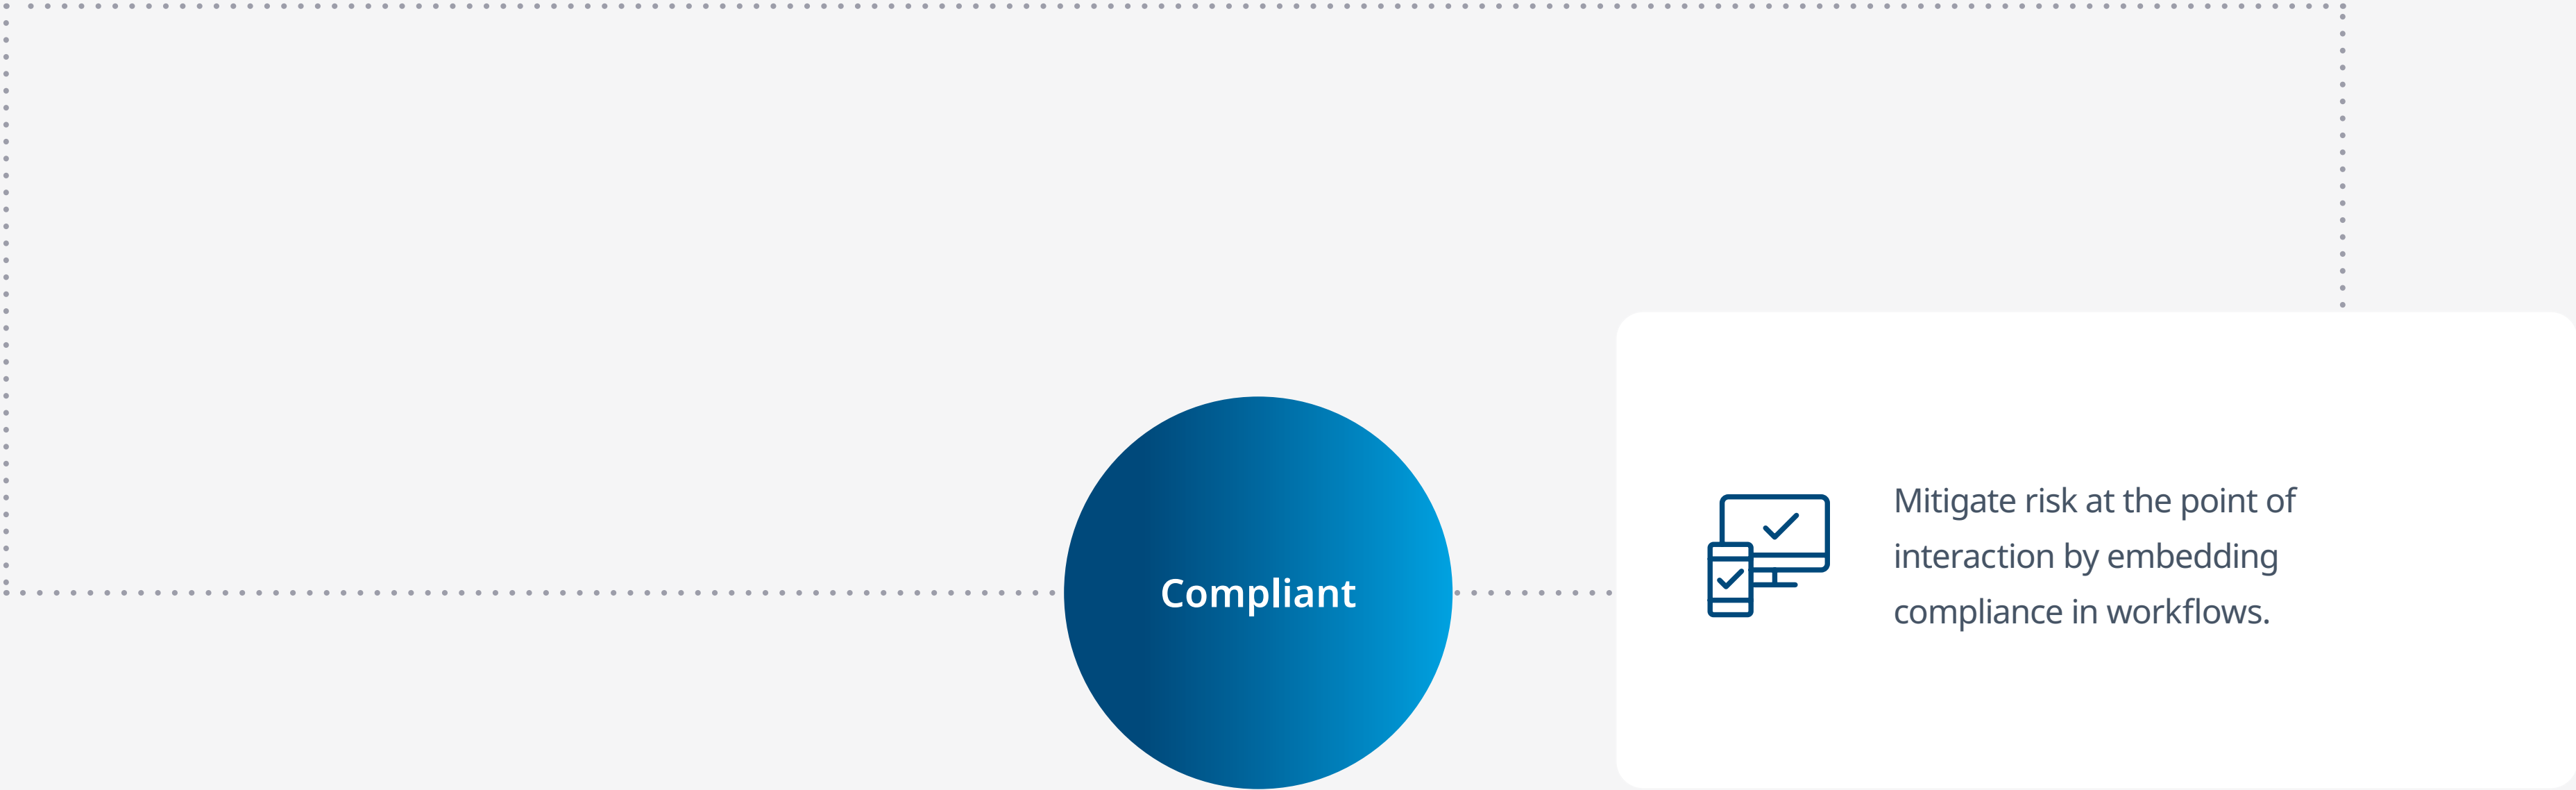 Compliant
Mitigate risk at the point of
interaction by embedding
compliance in workflows.